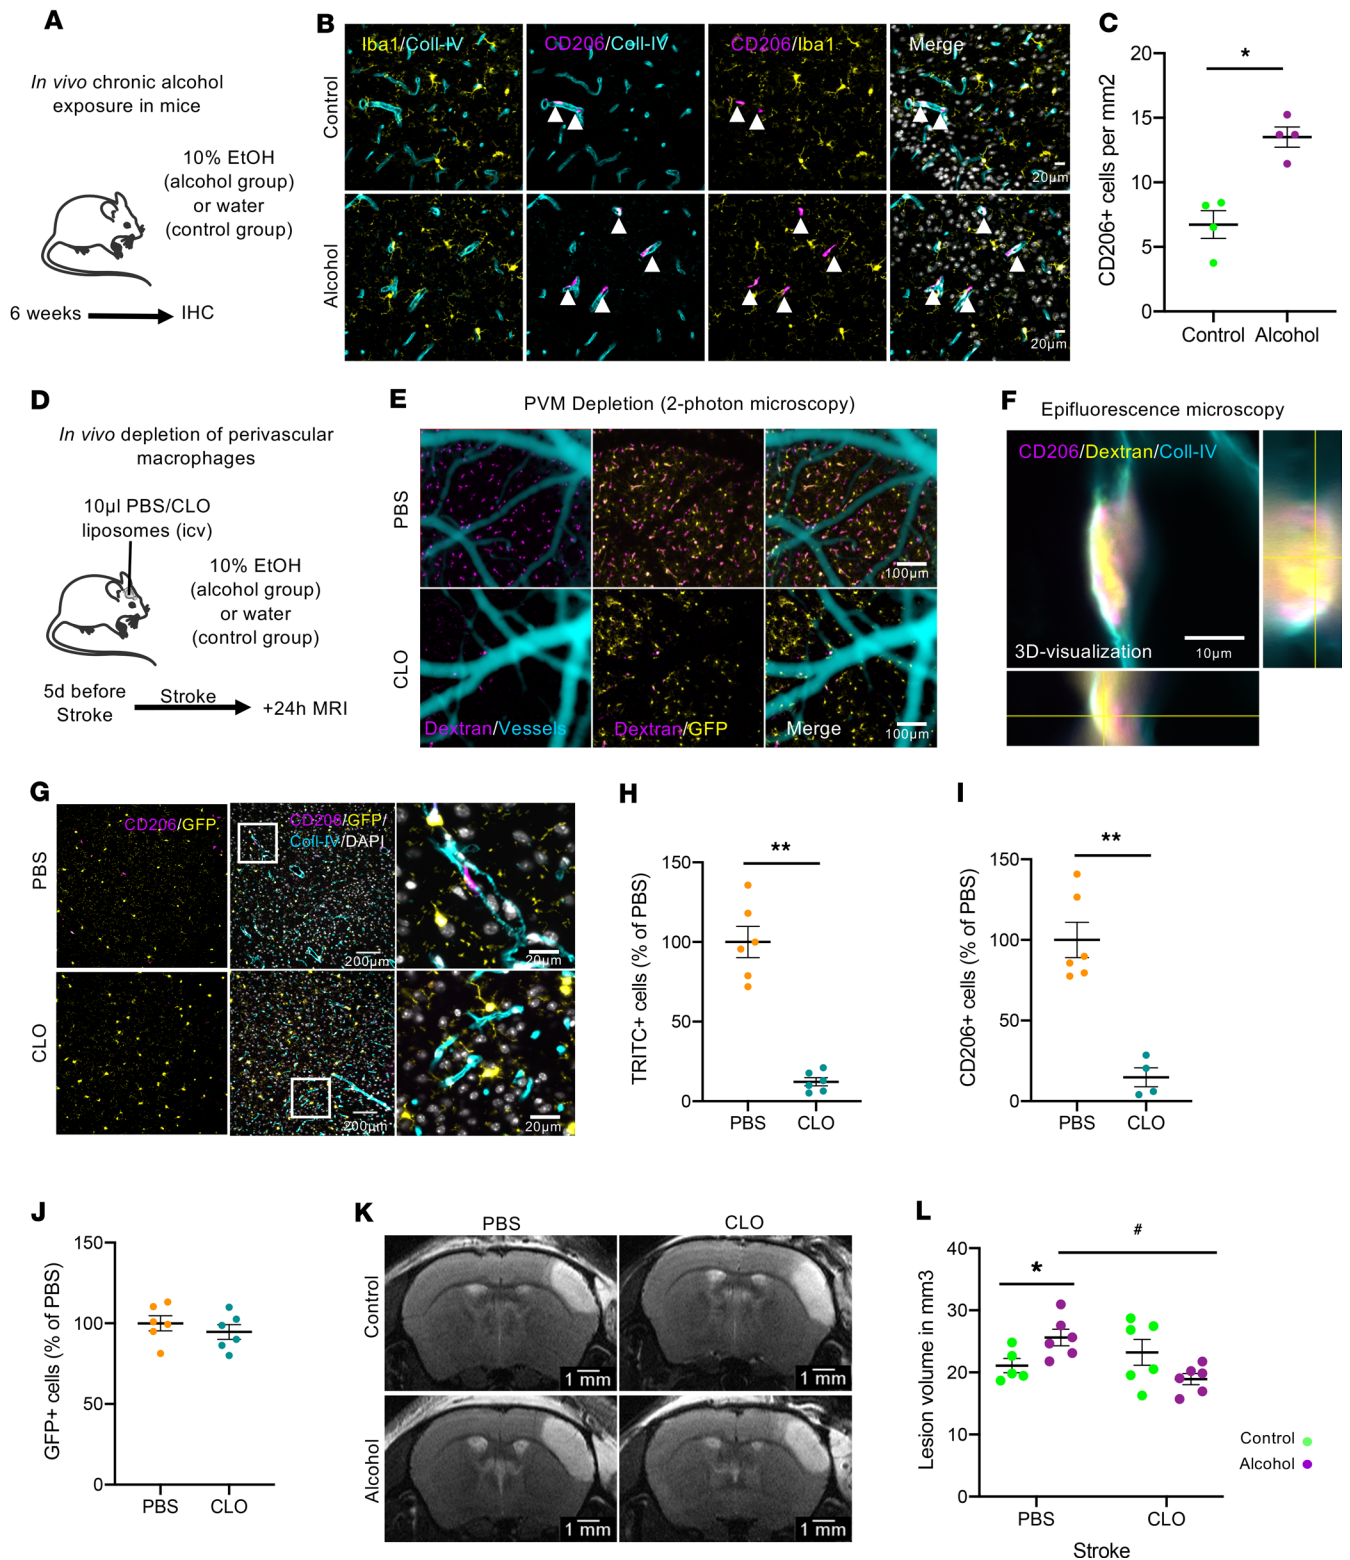 A
In vivo chronic alcohol
exposure in mice
10% EtOH
(alcohol group)
or water
(control group)
6 weeks
IHC
B
Iba1/Coll-IV
CD206/Coll-IV
CD206/Iba1
Merge
Control
20µm
Alcohol
20µm
C
CD206+ cells per mm2
20
15
10
5
0
*
Control
Alcohol
D
In vivo depletion of perivascular
macrophages
10µl PBS/CLO
liposomes (icv)
10% EtOH
(alcohol group)
or water
(control group)
5d before
Stroke
Stroke
+24h MRI
E
PVM Depletion (2-photon microscopy)
PBS
100µm
CLO
Dextran/Vessels
Dextran/GFP
Merge
100µm
F
Epifluorescence microscopy
CD206/Dextran/Coll-IV
3D-visualization
10µm
G
CD206/GFP
CD206/GFP/
Coll-IV/DAPI
PBS
200µm
20µm
CLO
200µm
20µm
H
TRITC+ cells (% of PBS)
150
100
50
0
**
PBS
CLO
I
CD206+ cells (% of PBS)
150
100
50
0
**
PBS
CLO
J
GFP+ cells (% of PBS)
150
100
50
0
PBS
CLO
K
PBS
CLO
Control
1 mm
1 mm
Alcohol
1 mm
1 mm
L
Lesion volume in mm3
40
30
20
10
0
*
#
PBS
CLO
Stroke
Control
Alcohol